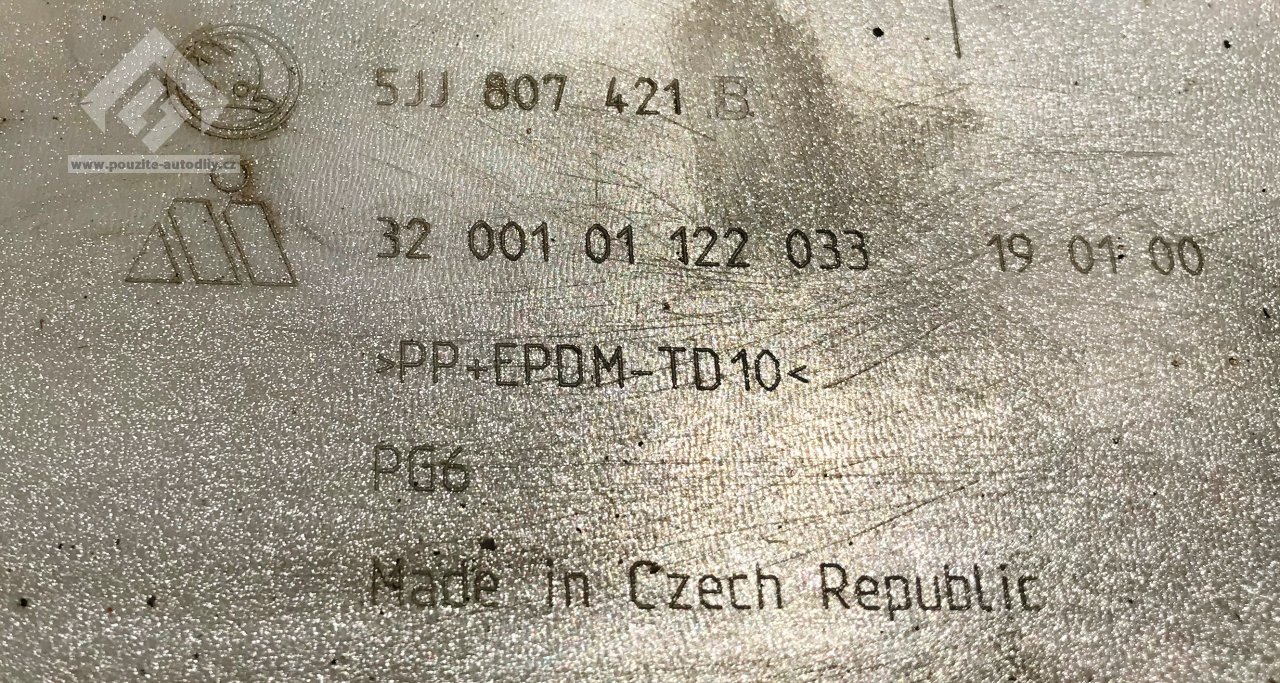 5JJ 807 421 B
www.pouzite-autodily.cz
32 001 01 122 033 19 01 00
>PP+EPDM-TD10<
PG6
Made in Czech Republic